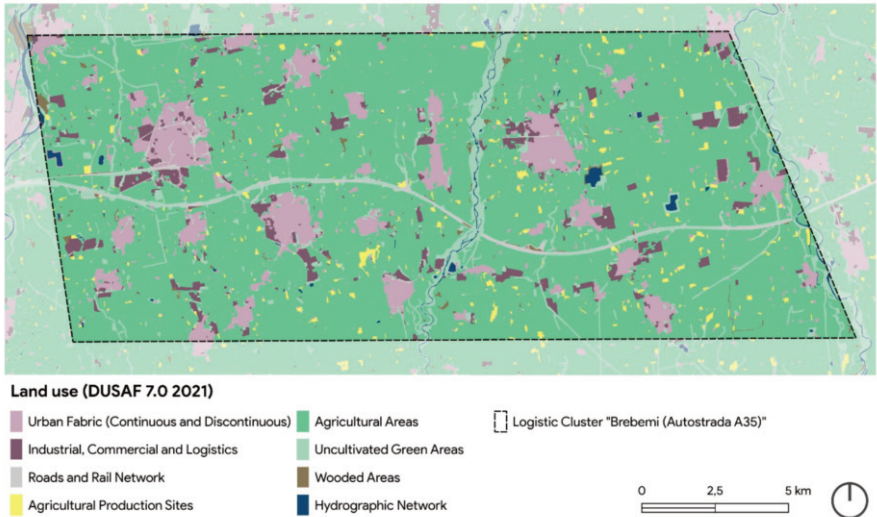 Land use (DUSAF 7.0 2021)
Urban Fabric (Continuous and Discontinuous)
Industrial, Commercial and Logistics
Roads and Rail Network
Agricultural Production Sites
Agricultural Areas
Uncultivated Green Areas
Wooded Areas
Hydrographic Network
Logistic Cluster "Brebemi (Autostrada A35)"
0 2,5 5 km